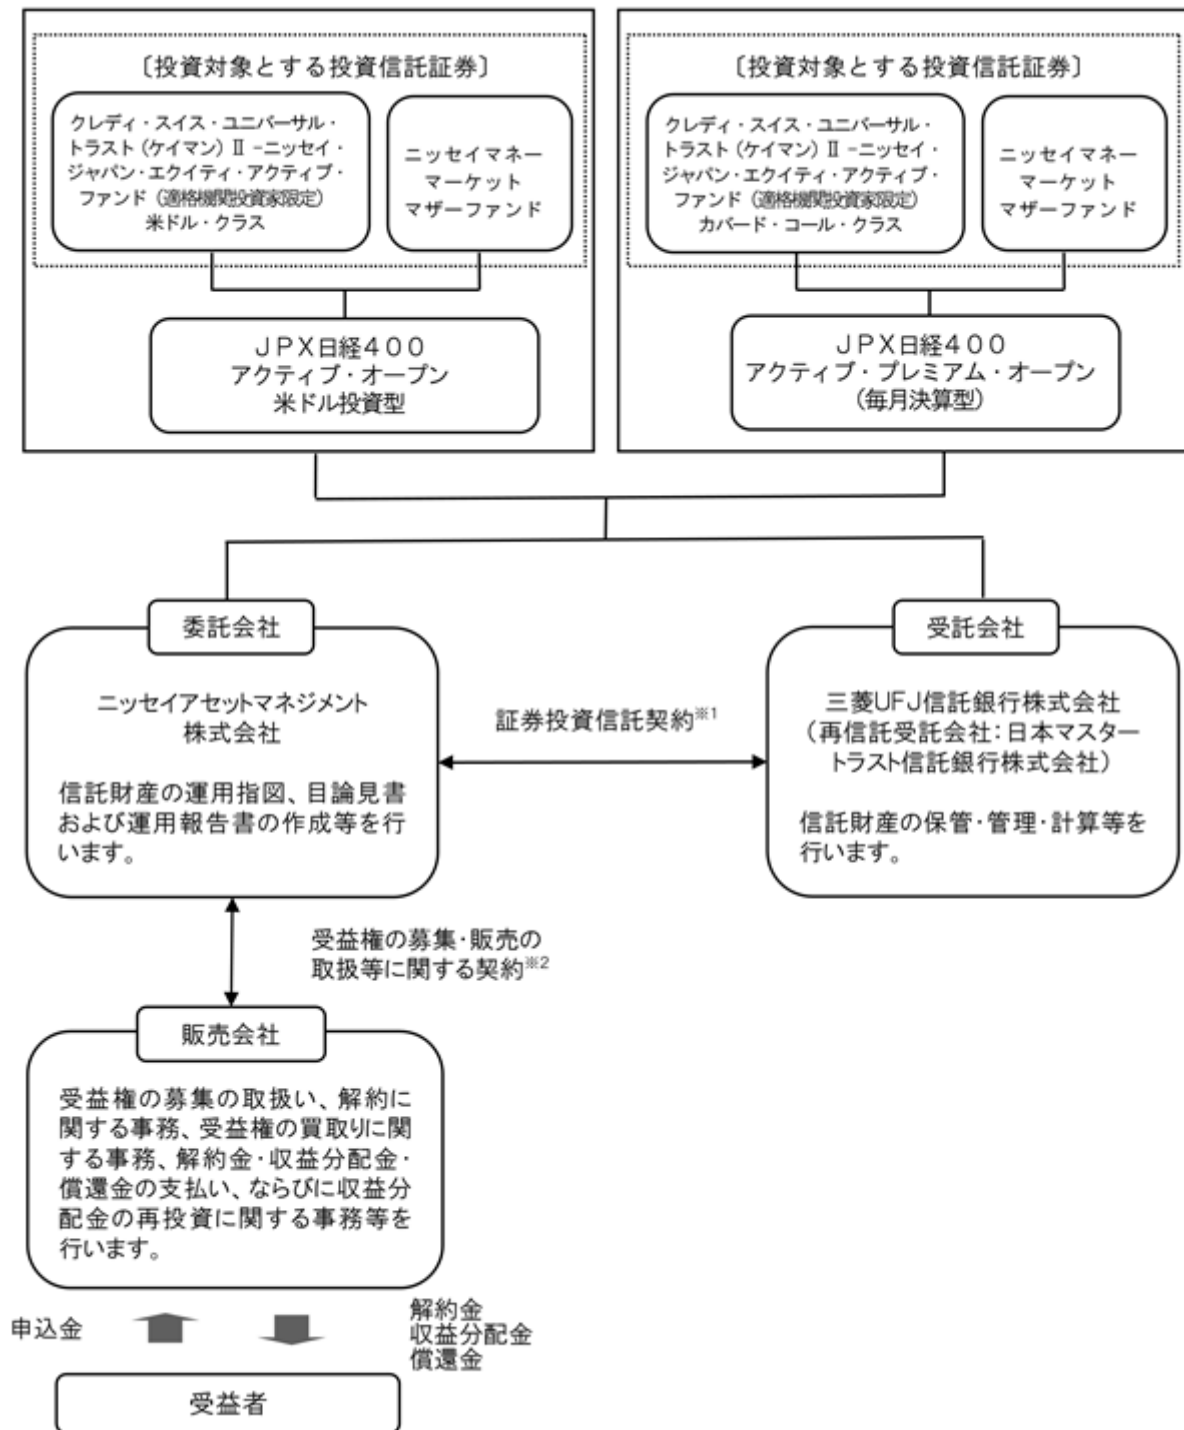 〔投資対象とする投資信託証券〕
クレディ・スイス・ユニバーサル・
トラスト（ケイマン）Ⅱ －ニッセイ・
ジャパン・エクイティ・アクティブ・
ファンド（適格機関投資家限定）
米ドル・クラス
ニッセイマネー
マーケット
マザーファンド
ＪＰＸ日経４００
アクティブ・オープン
米ドル投資型
〔投資対象とする投資信託証券〕
クレディ・スイス・ユニバーサル・
トラスト（ケイマン）Ⅱ －ニッセイ・
ジャパン・エクイティ・アクティブ・
ファンド（適格機関投資家限定）
カバード・コール・クラス
ニッセイマネー
マーケット
マザーファンド
ＪＰＸ日経４００
アクティブ・プレミアム・オープン
（毎月決算型）
委託会社
ニッセイアセットマネジメント
株式会社
信託財産の運用指図、目論見書
および運用報告書の作成等を行
います。
証券投資信託契約※1
受託会社
三菱UFJ信託銀行株式会社
（再信託受託会社：日本マスター
トラスト信託銀行株式会社）
信託財産の保管・管理・計算等を
行います。
受益権の募集・販売の
取扱等に関する契約※2
販売会社
受益権の募集の取扱い、解約に
関する事務、受益権の買取りに関
する事務、解約金・収益分配金・
償還金の支払い、ならびに収益分
配金の再投資に関する事務等を
行います。
申込金
解約金
収益分配金
償還金
受益者